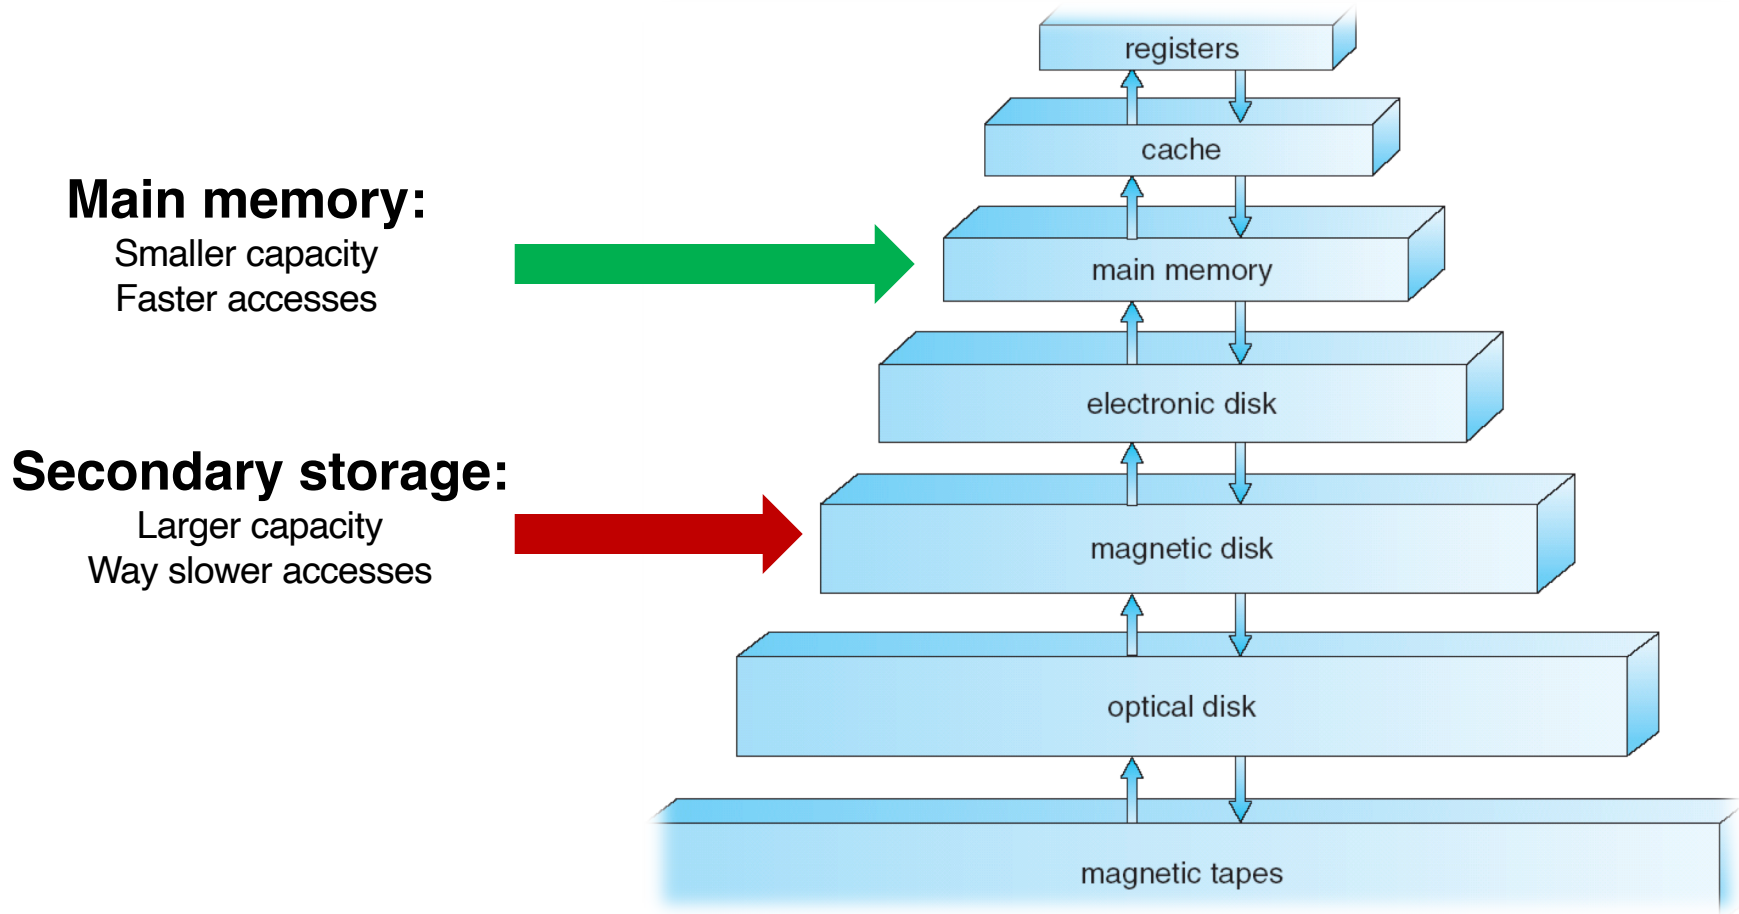 registers
cache
Main memory:
Smaller capacity
Faster accesses
main memory
electronic disk
Secondary storage:
Larger capacity
Way slower accesses
magnetic disk
optical disk
magnetic tapes